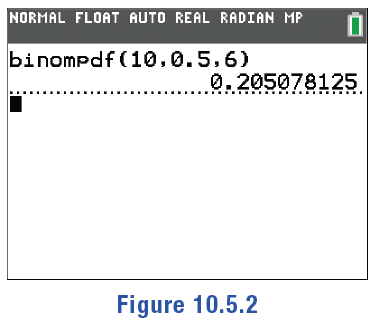 NORMAL FLOAT AUTO REAL RADIAN MP
binompdf(10,0.5,6)
0.205078125
Figure 10.5.2